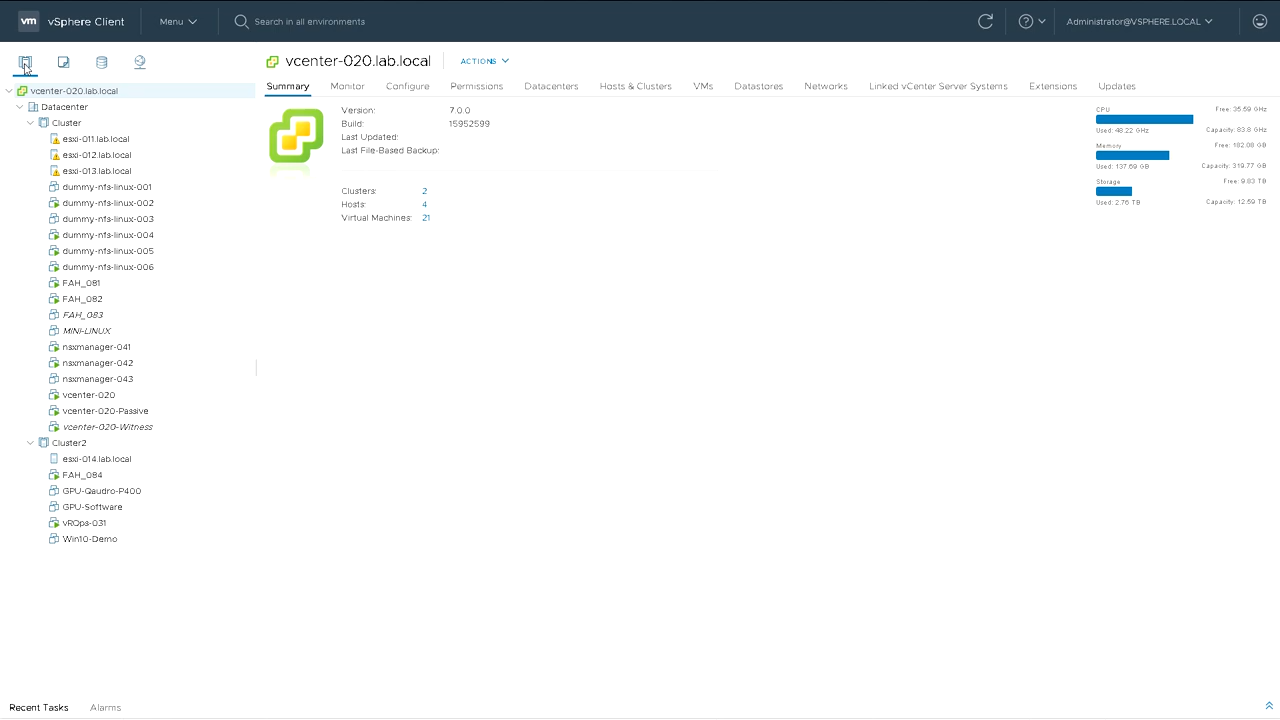 vm vSphere Client Menu Search in all environments Administrator@VSPHERE.LOCAL
vcenter-020.lab.local ACTIONS
Summary Monitor Configure Permissions Datacenters Hosts & Clusters VMs Datastores Networks Linked vCenter Server Systems Extensions Updates
vcenter-020.lab.local
Datacenter
Cluster
esxi-011.lab.local
esxi-012.lab.local
esxi-013.lab.local
dummy-nfs-linux-001
dummy-nfs-linux-002
dummy-nfs-linux-003
dummy-nfs-linux-004
dummy-nfs-linux-005
dummy-nfs-linux-006
FAH_081
FAH_082
FAH_083
MINI-LINUX
nsxmanager-041
nsxmanager-042
nsxmanager-043
vcenter-020
vcenter-020-Passive
vcenter-020-Witness
Cluster2
esxi-014.lab.local
FAH_084
GPU-Qaudro-P400
GPU-Software
vROps-031
Win10-Demo
Version: 7.0.0
Build: 15952599
Last Updated:
Last File-Based Backup:
Clusters: 2
Hosts: 4
Virtual Machines: 21
CPU Free: 35.59 GHz
Used: 48.22 GHz Capacity: 83.8 GHz
Memory Free: 182.08 GB
Used: 137.69 GB Capacity: 319.77 GB
Storage Free: 9.83 TB
Used: 2.76 TB Capacity: 12.59 TB
Recent Tasks Alarms